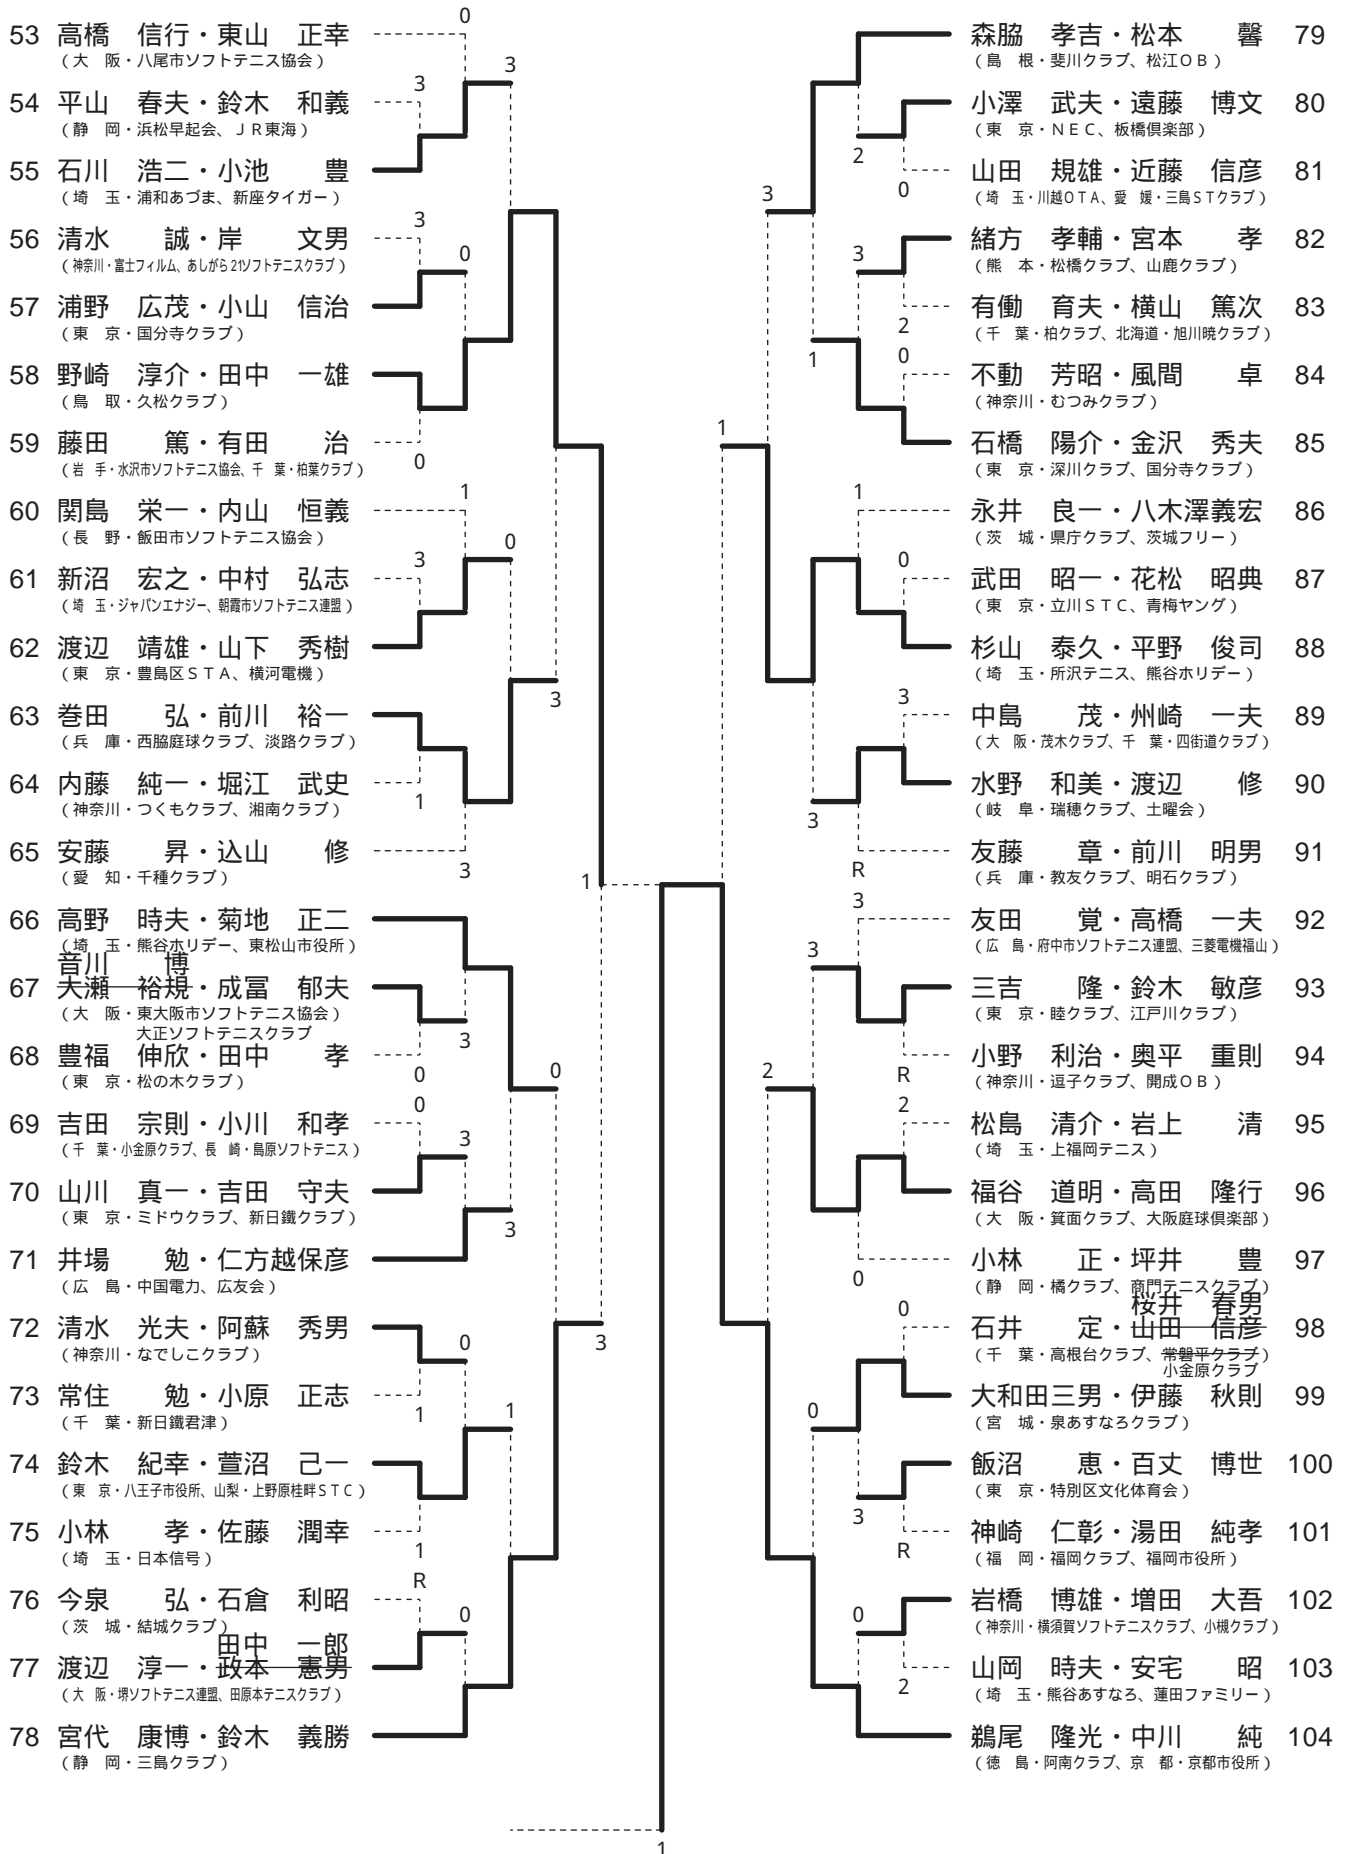 53 高橋　信行・東山　正幸
（大　阪・八尾市ソフトテニス協会）
54 平山　春夫・鈴木　和義
（静　岡・浜松早起会、ＪＲ東海）
55 石川　浩二・小池　　豊
（埼　玉・浦和あづま、新座タイガー）
56 清水　　誠・岸　　文男
（神奈川・富士フィルム、あしがら21ソフトテニスクラブ）
57 浦野　広茂・小山　信治
（東　京・国分寺クラブ）
58 野崎　淳介・田中　一雄
（鳥　取・久松クラブ）
59 藤田　　篤・有田　　治
（岩　手・水沢市ソフトテニス協会、千　葉・柏葉クラブ）
60 関島　栄一・内山　恒義
（長　野・飯田市ソフトテニス協会）
61 新沼　宏之・中村　弘志
（埼　玉・ジャパンエナジー、朝霞市ソフトテニス連盟）
62 渡辺　靖雄・山下　秀樹
（東　京・豊島区ＳＴＡ、横河電機）
63 巻田　　弘・前川　裕一
（兵　庫・西脇庭球クラブ、淡路クラブ）
64 内藤　純一・堀江　武史
（神奈川・つくもクラブ、湘南クラブ）
65 安藤　　昇・込山　　修
（愛　知・千種クラブ）
66 高野　時夫・菊地　正二
（埼　玉・熊谷ホリデー、東松山市役所）
音川　　博
67 大瀬　裕規・成冨　郁夫
（大　阪・東大阪市ソフトテニス協会）
大正ソフトテニスクラブ
68 豊福　伸欣・田中　　孝
（東　京・松の木クラブ）
69 吉田　宗則・小川　和孝
（千　葉・小金原クラブ、長　崎・島原ソフトテニス）
70 山川　真一・吉田　守夫
（東　京・ミドウクラブ、新日鐵クラブ）
71 井場　　勉・仁方越保彦
（広　島・中国電力、広友会）
72 清水　光夫・阿蘇　秀男
（神奈川・なでしこクラブ）
73 常住　　勉・小原　正志
（千　葉・新日鐵君津）
74 鈴木　紀幸・萱沼　己一
（東　京・八王子市役所、山梨・上野原桂畔ＳＴＣ）
75 小林　　孝・佐藤　潤幸
（埼　玉・日本信号）
76 今泉　　弘・石倉　利昭
（茨　城・結城クラブ）
田中　一郎
77 渡辺　淳一・政本　憲男
（大　阪・堺ソフトテニス連盟、田原本テニスクラブ）
78 宮代　康博・鈴木　義勝
（静　岡・三島クラブ）
0
3
3
3
0
0
1
3
0
3
1
3
1
3
0
0
3
0
3
3
0
1
1
1
R
0
3
1
森脇　孝吉・松本　　馨 79
（島　根・斐川クラブ、松江ＯＢ）
小澤　武夫・遠藤　博文 80
（東　京・ＮＥＣ、板橋倶楽部）
山田　規雄・近藤　信彦 81
（埼　玉・川越ＯＴＡ、愛　媛・三島ＳＴクラブ）
緒方　孝輔・宮本　　孝 82
（熊　本・松橋クラブ、山鹿クラブ）
有働　育夫・横山　篤次 83
（千　葉・柏クラブ、北海道・旭川暁クラブ）
不動　芳昭・風間　　卓 84
（神奈川・むつみクラブ）
石橋　陽介・金沢　秀夫 85
（東　京・深川クラブ、国分寺クラブ）
永井　良一・八木澤義宏 86
（茨　城・県庁クラブ、茨城フリー）
武田　昭一・花松　昭典 87
（東　京・立川ＳＴＣ、青梅ヤング）
杉山　泰久・平野　俊司 88
（埼　玉・所沢テニス、熊谷ホリデー）
中島　　茂・州崎　一夫 89
（大　阪・茂木クラブ、千　葉・四街道クラブ）
水野　和美・渡辺　　修 90
（岐　阜・瑞穂クラブ、土曜会）
友藤　　章・前川　明男 91
（兵　庫・教友クラブ、明石クラブ）
友田　　覚・高橋　一夫 92
（広　島・府中市ソフトテニス連盟、三菱電機福山）
三吉　　隆・鈴木　敏彦 93
（東　京・睦クラブ、江戸川クラブ）
小野　利治・奥平　重則 94
（神奈川・逗子クラブ、開成ＯＢ）
松島　清介・岩上　　清 95
（埼　玉・上福岡テニス）
福谷　道明・高田　隆行 96
（大　阪・箕面クラブ、大阪庭球倶楽部）
小林　　正・坪井　　豊 97
（静　岡・橘クラブ、商門テニスクラブ）
桜井　春男
石井　　定・山田　信彦 98
（千　葉・高根台クラブ、常磐平クラブ）
小金原クラブ
大和田三男・伊藤　秋則 99
（宮　城・泉あすなろクラブ）
飯沼　　恵・百丈　博世 100
（東　京・特別区文化体育会）
神崎　仁彰・湯田　純孝 101
（福　岡・福岡クラブ、福岡市役所）
岩橋　博雄・増田　大吾 102
（神奈川・横須賀ソフトテニスクラブ、小槻クラブ）
山岡　時夫・安宅　　昭 103
（埼　玉・熊谷あすなろ、蓮田ファミリー）
鵜尾　隆光・中川　　純 104
（徳　島・阿南クラブ、京　都・京都市役所）
2
0
3
3
2
0
1
1
1
0
3
3
R
3
3
R
2
2
0
0
0
3
R
0
2